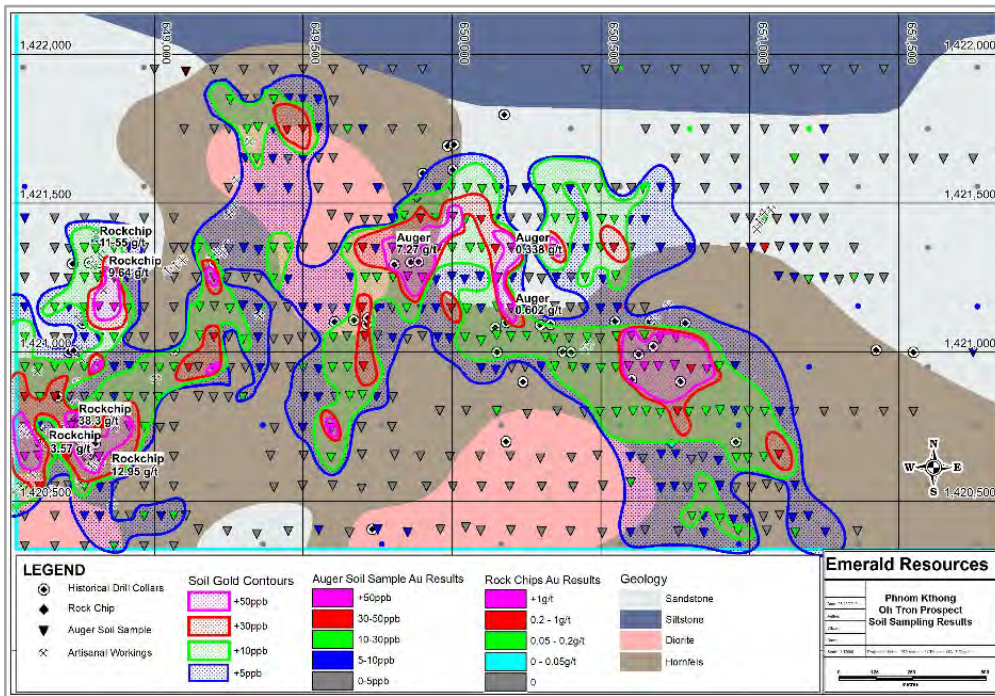 649,000
649,500
650,000
650,500
651,000
651,500
1,422,000
1,422,000
1,421,500
1,421,500
Rockchip
11.55 g/t
Rockchip
9.64 g/t
Auger
7.27 g/t
Auger
0.338 g/t
Auger
0.602 g/t
1,421,000
1,421,000
Rockchip
38.3 g/t
Rockchip
3.57 g/t
Rockchip
12.95 g/t
N
W
E
S
1,420,500
1,420,500
LEGEND
Historical Drill Collars
Rock Chip
Auger Soil Sample
Artisanal Workings
Soil Gold Contours
+50ppb
+30ppb
+10ppb
+5ppb
Auger Soil Sample Au Results
+50ppb
30-50ppb
10-30ppb
5-10ppb
0-5ppb
Rock Chips Au Results
+1g/t
0.2 - 1g/t
0.05 - 0.2g/t
0 - 0.05g/t
0
Geology
Sandstone
Siltstone
Diorite
Hornfels
Emerald Resources
Phnom Kthong
Oh Tron Prospect
Soil Sampling Results
metres